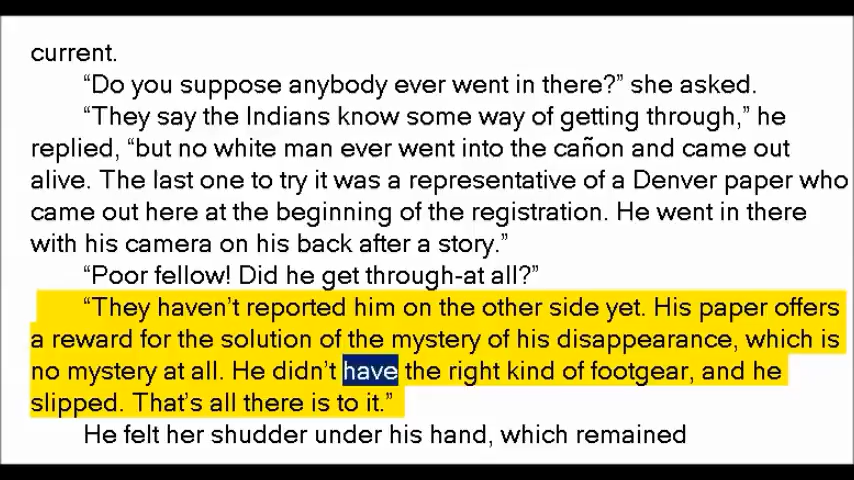 current.
“Do you suppose anybody ever went in there?” she asked.
“They say the Indians know some way of getting through,” he
replied, “but no white man ever went into the cañon and came out
alive. The last one to try it was a representative of a Denver paper who
came out here at the beginning of the registration. He went in there
with his camera on his back after a story.”
“Poor fellow! Did he get through-at all?”
“They haven’t reported him on the other side yet. His paper offers
a reward for the solution of the mystery of his disappearance, which is
no mystery at all. He didn’t have the right kind of footgear, and he
slipped. That’s all there is to it.”
He felt her shudder under his hand, which remained